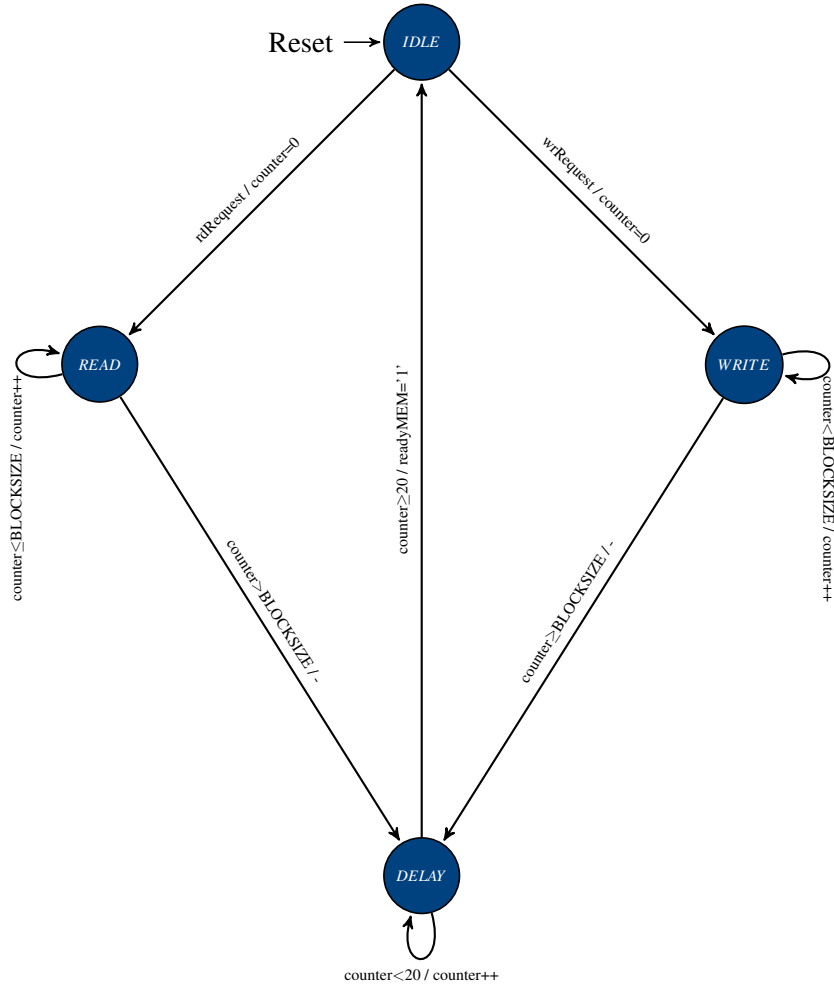 Reset
IDLE
rdRequest / counter=0
wrRequest / counter=0
READ
WRITE
counter≤BLOCKSIZE / counter++
counter<BLOCKSIZE / counter++
counter≥20 / readyMEM='1'
counter>BLOCKSIZE / -
counter≥BLOCKSIZE / -
DELAY
counter<20 / counter++